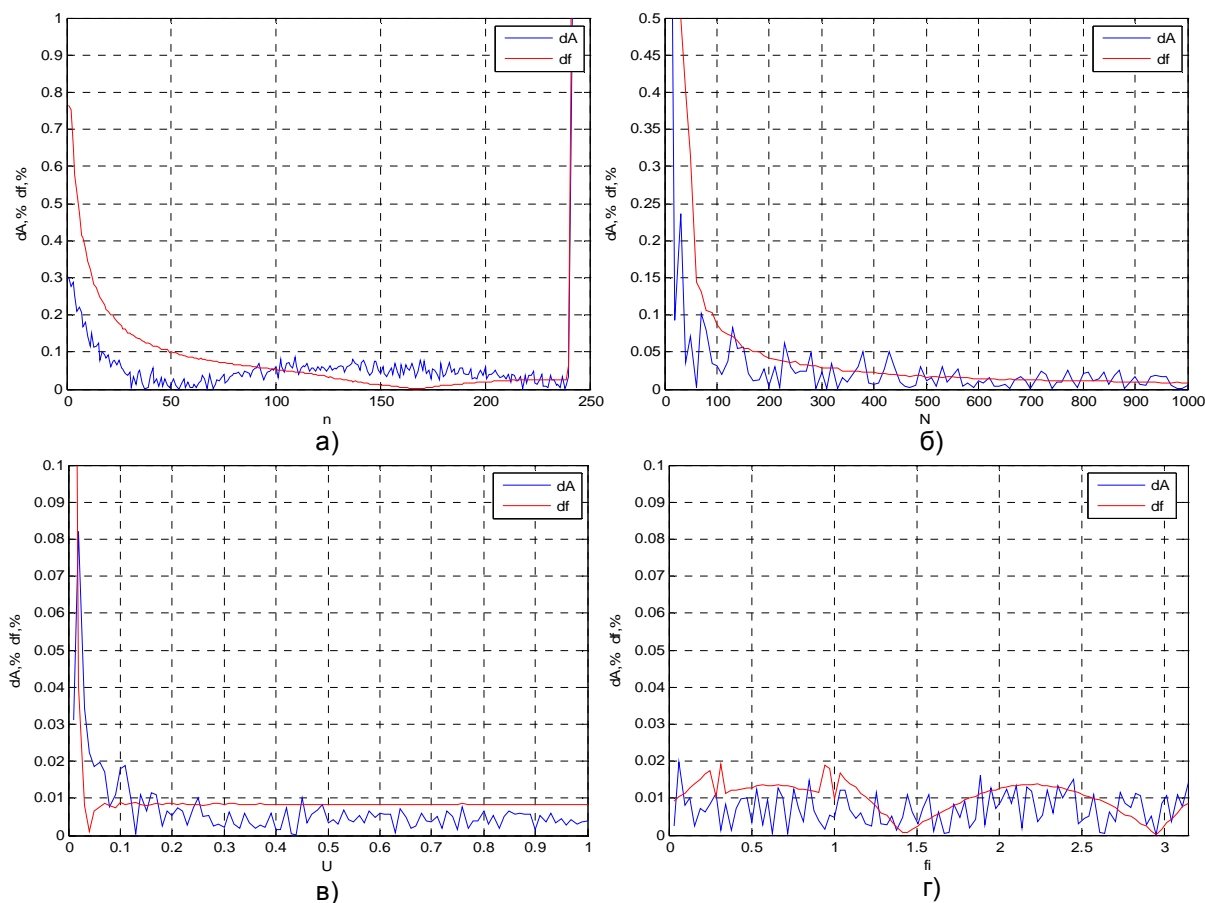 1
0.9
0.8
0.7
0.6
0.5
0.4
0.3
0.2
0.1
0
0 50 100 150 200 250
dA,% df,%
n
dA
df
а)
0.5
0.45
0.4
0.35
0.3
0.25
0.2
0.15
0.1
0.05
0
0 100 200 300 400 500 600 700 800 900 1000
dA,% df,%
N
dA
df
б)
0.1
0.09
0.08
0.07
0.06
0.05
0.04
0.03
0.02
0.01
0
0 0.1 0.2 0.3 0.4 0.5 0.6 0.7 0.8 0.9 1
dA,% df,%
U
dA
df
в)
0.1
0.09
0.08
0.07
0.06
0.05
0.04
0.03
0.02
0.01
0
0 0.5 1 1.5 2 2.5 3
dA,% df,%
fi
dA
df
г)